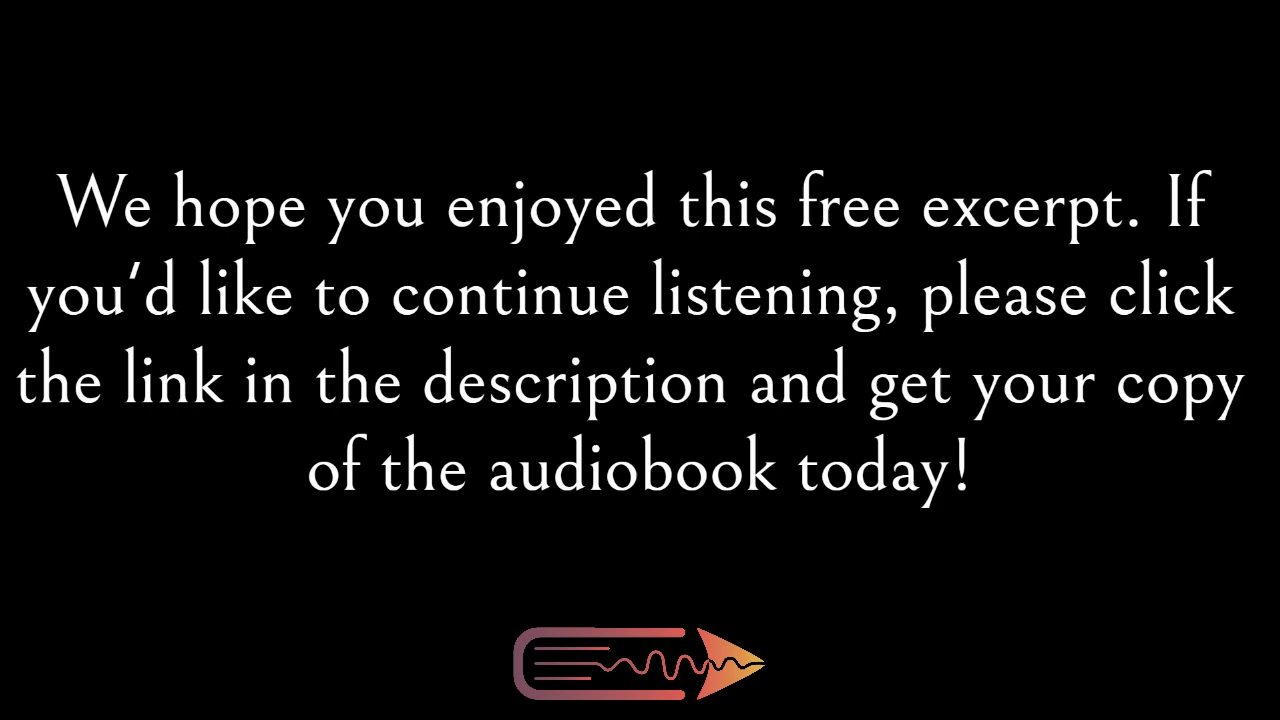 We hope you enjoyed this free excerpt. If
you'd like to continue listening, please click
the link in the description and get your copy
of the audiobook today!